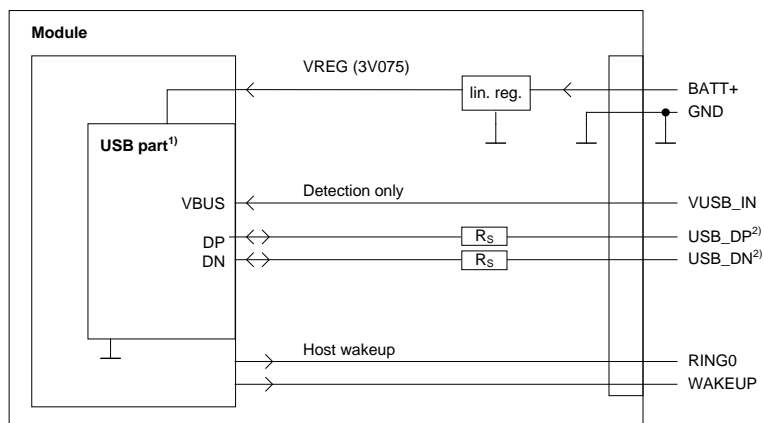 Module
VREG (3V075)
lin. reg.
BATT+
GND
USB part1)
Detection only
VBUS
VUSB_IN
DP
RS
USB_DP2)
DN
RS
USB_DN2)
Host wakeup
RING0
WAKEUP